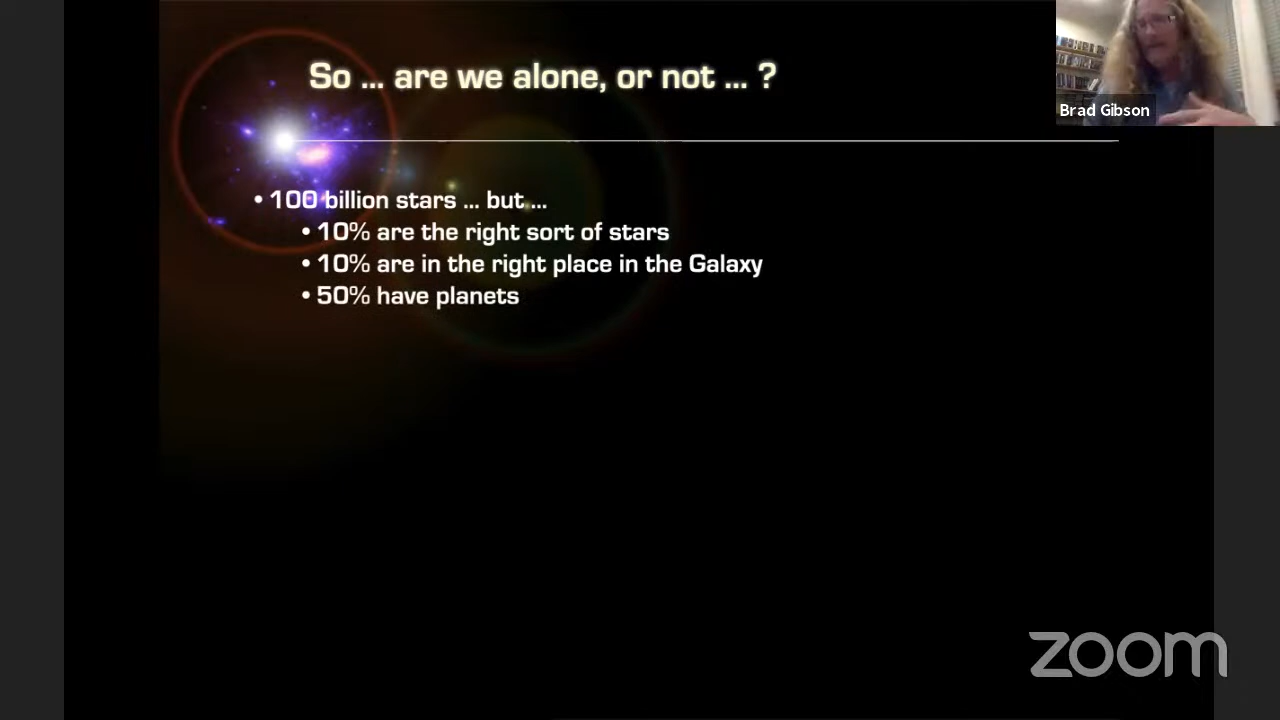 So ... are we alone, or not ... ?
Brad Gibson
• 100 billion stars ... but ...
• 10% are the right sort of stars
• 10% are in the right place in the Galaxy
• 50% have planets
zoom